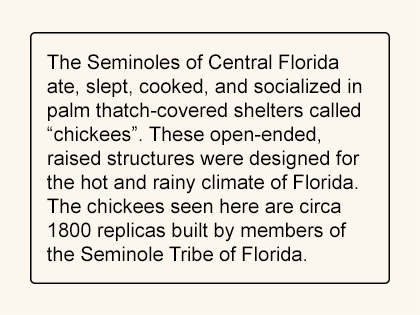 The Seminoles of Central Florida
ate, slept, cooked, and socialized in
palm thatch-covered shelters called
“chickees”. These open-ended,
raised structures were designed for
the hot and rainy climate of Florida.
The chickees seen here are circa
1800 replicas built by members of
the Seminole Tribe of Florida.